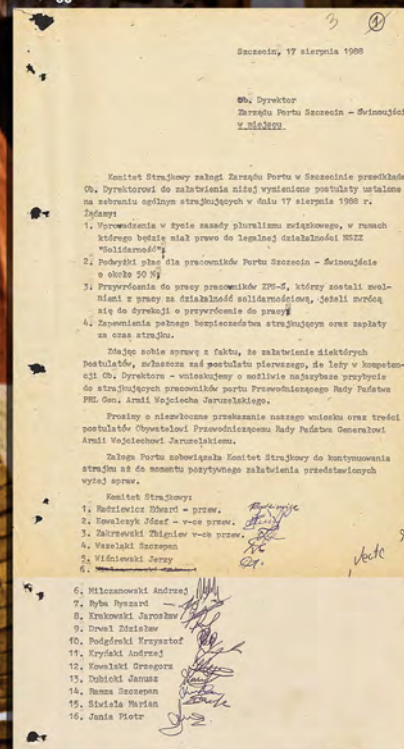 3 1
Szczecin, 17 sierpnia 1988
Ob. Dyrektor
Zarządu Portu Szczecin – Świnoujści
w miejscu
Komitet Strajkowy załogi Zarządu Portu w Szczecinie przedkłada
Ob. Dyrektorowi do załatwienia niżej wymienione postulaty ustalone
na zebraniu ogólnym strajkujących w dniu 17 sierpnia 1988 r.
Żądamy:
1. Wprowadzenia w życie zasady pluralizmu związkowego, w ramach
którego będzie miał prawo do legalnej działalności NSZZ
"Solidarność";
2. Podwyżki płac dla pracowników Portu Szczecin – Świnoujście
o około 50 %;
3. Przywrócenia do pracy pracowników ZPS-Ś, którzy zostali zwol-
nieni z pracy za działalność solidarnościową, jeżeli zwrócą
się do dyrekcji o przywrócenie do pracy;
4. Zapewnienia pełnego bezpieczeństwa strajkującym oraz zapłaty
za czas strajku.
Zdając sobie sprawę z faktu, że załatwienie niektórych
postulatów, zwłaszcza zaś postulatu pierwszego, nie leży w kompeten-
cji Ob. Dyrektora – wnioskujemy o możliwie najszybsze przybycie
do strajkujących pracowników portu Przewodniczącego Rady Państwa
PRL Gen. Armii Wojciecha Jaruzelskiego.
Prosimy o niezwłoczne przekazanie naszego wniosku oraz treści
postulatów Obywatelowi Przewodniczącemu Rady Państwa Generałowi
Armii Wojciechowi Jaruzelskiemu.
Załoga Portu zobowiązała Komitet Strajkowy do kontynuowania
strajku aż do momentu pozytywnego załatwienia przedstawionych
wyżej spraw.
Komitet Strajkowy:
1. Radziewicz Edward – przew.
2. Kowalczyk Józef – v-ce przew.
3. Zakrzewski Zbigniew v-ce przew.
4. Wazelaki Szczepan
5. Wiśniewski Jerzy
6.
6. Milczanowski Andrzej
7. Ryba Ryszard
8. Krakowski Jarosław
9. Drwal Zdzisław
10. Podgórski Krzysztof
11. Kryński Andrzej
12. Kowalski Grzegorz
13. Dubicki Janusz
14. Ramza Szczepan
15. Siwiela Marian
16. Jania Piotr